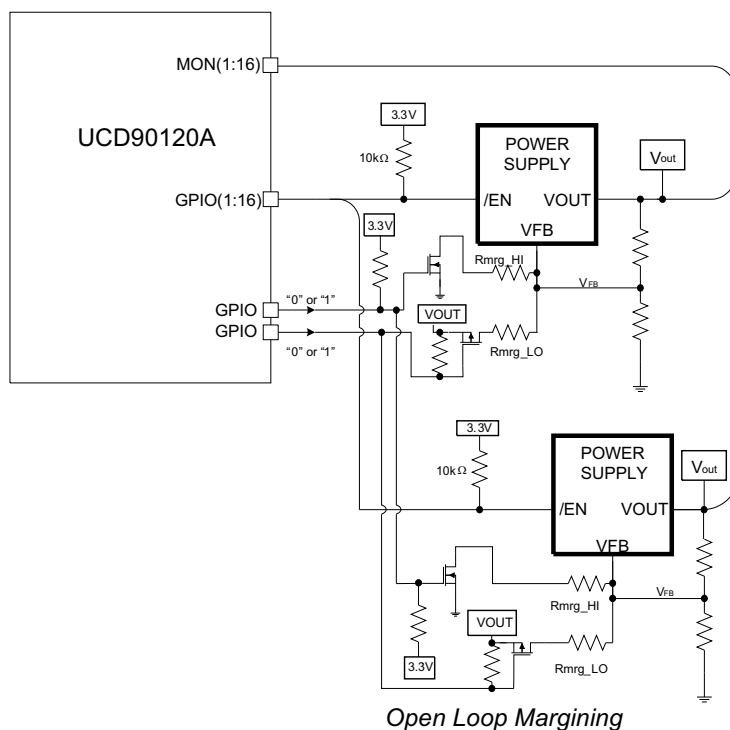 MON(1:16)
UCD90120A
3.3V
POWER
SUPPLY
Vout
10kΩ
GPIO(1:16)
/EN
VOUT
3.3V
VFB
Rmrg_HI
VFB
"0" or "1"
GPIO
VOUT
GPIO
"0" or "1"
Rmrg_LO
3.3V
POWER
SUPPLY
Vout
10kΩ
/EN
VOUT
VFB
VFB
Rmrg_HI
VOUT
3.3V
Rmrg_LO
Open Loop Margining